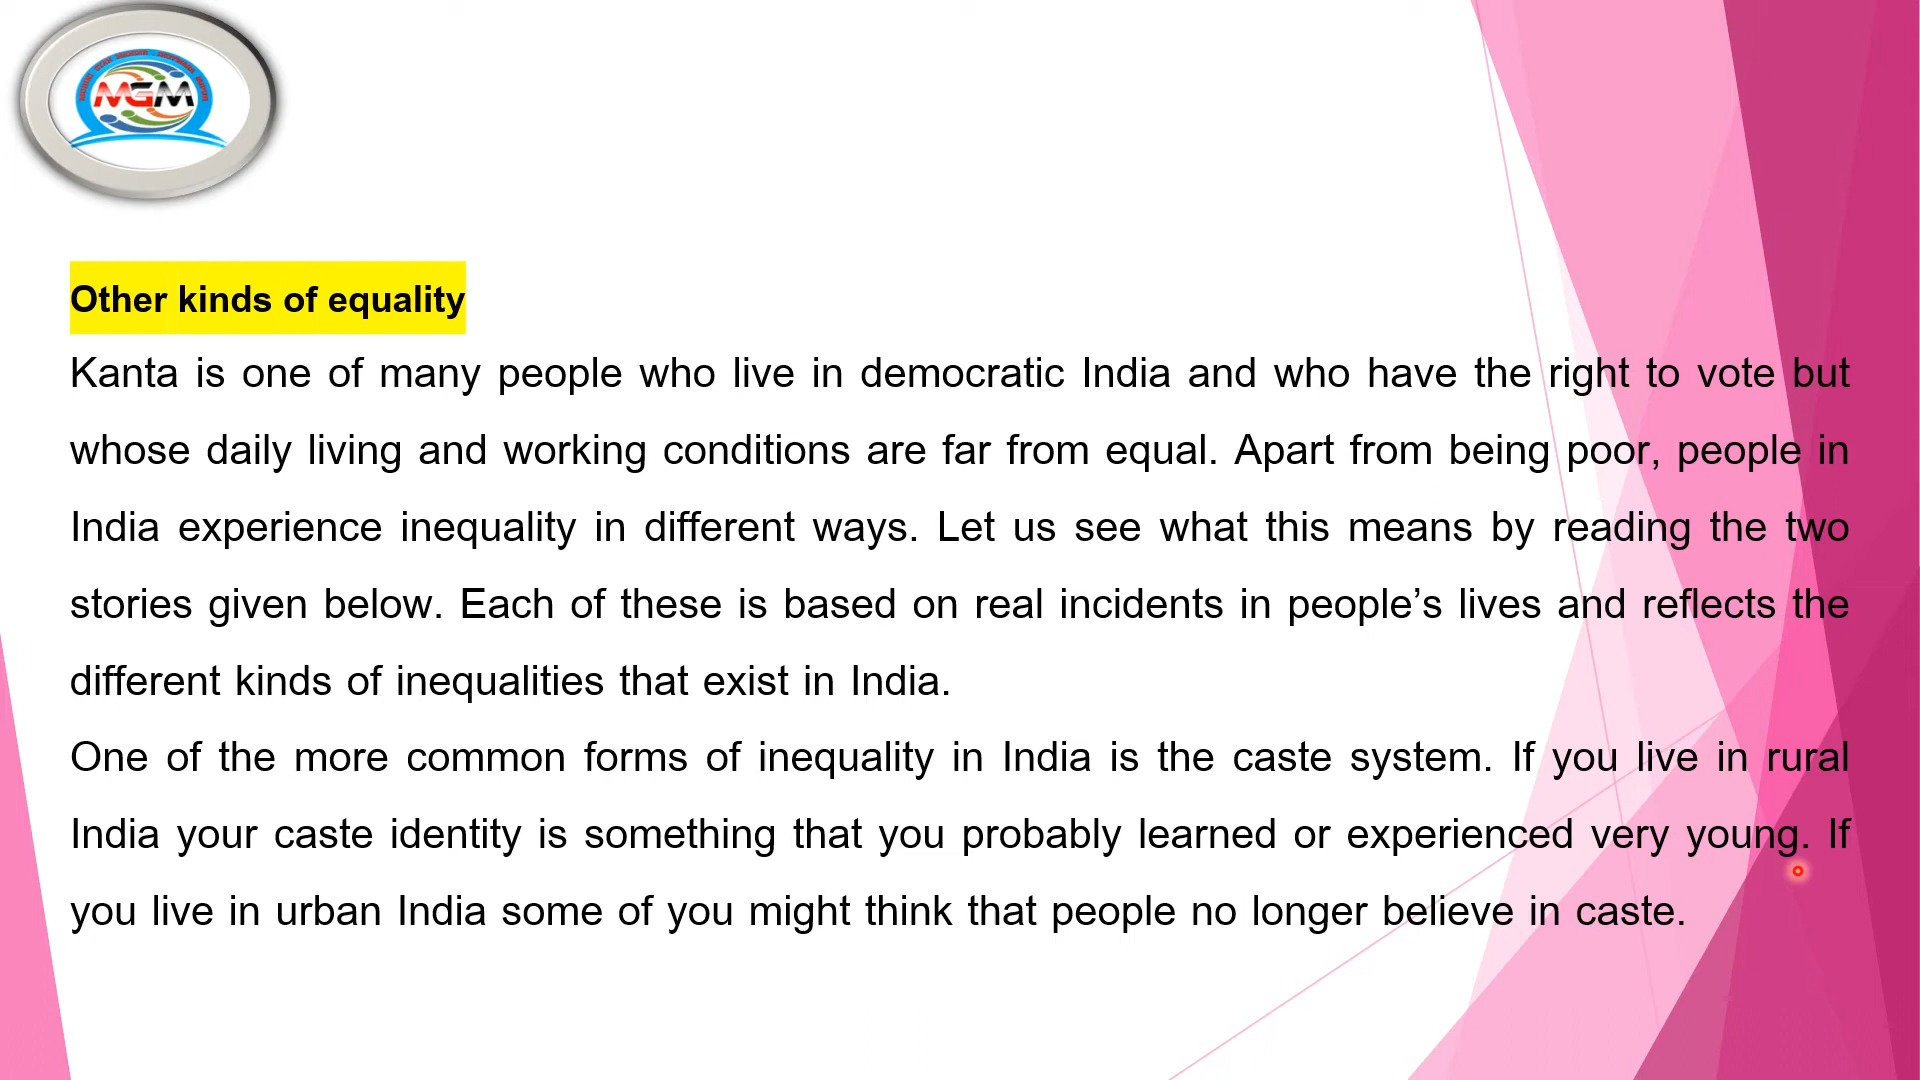 MGM
Other kinds of equality
Kanta is one of many people who live in democratic India and who have the right to vote but
whose daily living and working conditions are far from equal. Apart from being poor, people in
India experience inequality in different ways. Let us see what this means by reading the two
stories given below. Each of these is based on real incidents in people’s lives and reflects the
different kinds of inequalities that exist in India.
One of the more common forms of inequality in India is the caste system. If you live in rural
India your caste identity is something that you probably learned or experienced very young. If
you live in urban India some of you might think that people no longer believe in caste.